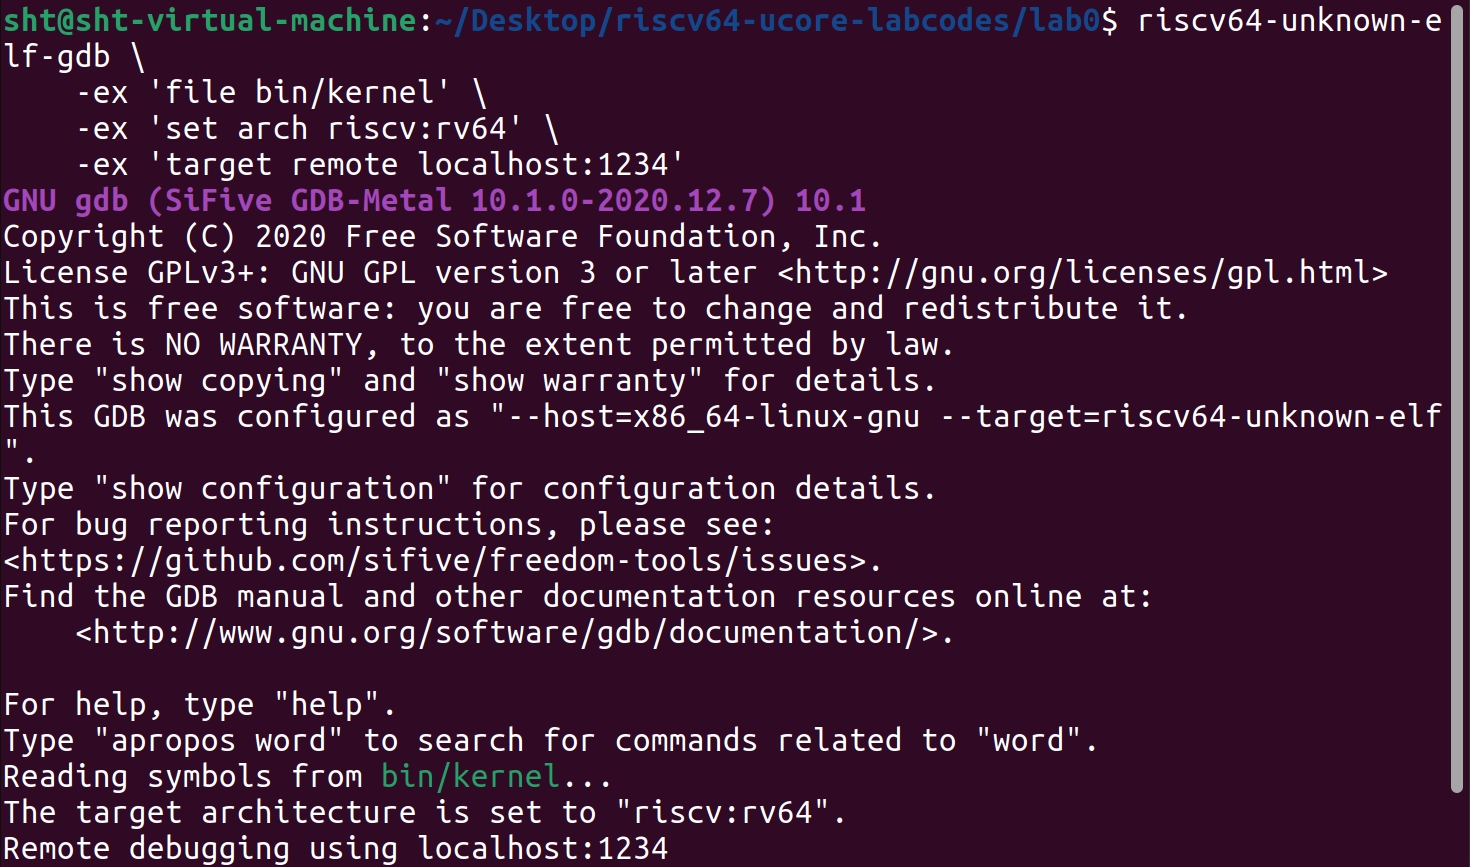 sht@sht-virtual-machine:~/Desktop/riscv64-ucore-labcodes/lab0$ riscv64-unknown-e
lf-gdb \
    -ex 'file bin/kernel' \
    -ex 'set arch riscv:rv64' \
    -ex 'target remote localhost:1234'
GNU gdb (SiFive GDB-Metal 10.1.0-2020.12.7) 10.1
Copyright (C) 2020 Free Software Foundation, Inc.
License GPLv3+: GNU GPL version 3 or later <http://gnu.org/licenses/gpl.html>
This is free software: you are free to change and redistribute it.
There is NO WARRANTY, to the extent permitted by law.
Type "show copying" and "show warranty" for details.
This GDB was configured as "--host=x86_64-linux-gnu --target=riscv64-unknown-elf
".
Type "show configuration" for configuration details.
For bug reporting instructions, please see:
<https://github.com/sifive/freedom-tools/issues>.
Find the GDB manual and other documentation resources online at:
    <http://www.gnu.org/software/gdb/documentation/>.

For help, type "help".
Type "apropos word" to search for commands related to "word".
Reading symbols from bin/kernel...
The target architecture is set to "riscv:rv64".
Remote debugging using localhost:1234